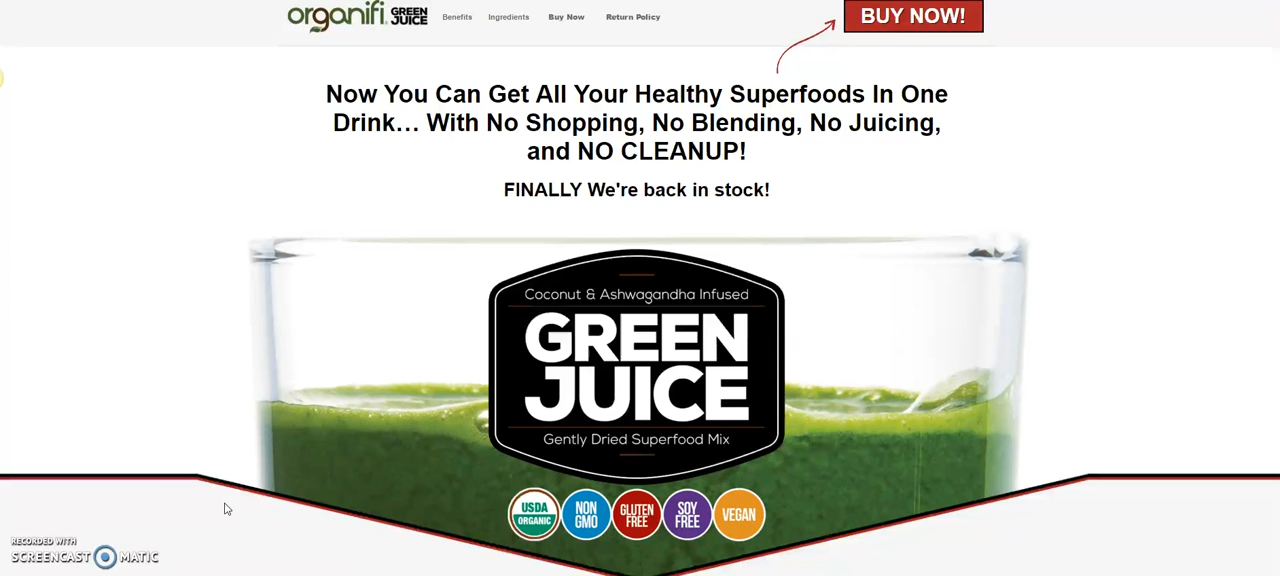 organifi GREEN JUICE Benefits Ingredients Buy Now Return Policy BUY NOW!
Now You Can Get All Your Healthy Superfoods In One
Drink… With No Shopping, No Blending, No Juicing,
and NO CLEANUP!
FINALLY We're back in stock!
Coconut & Ashwagandha Infused
GREEN
JUICE
Gently Dried Superfood Mix
USDA ORGANIC
NON GMO
GLUTEN FREE
SOY FREE
VEGAN
RECORDED WITH
SCREENCAST MATIC